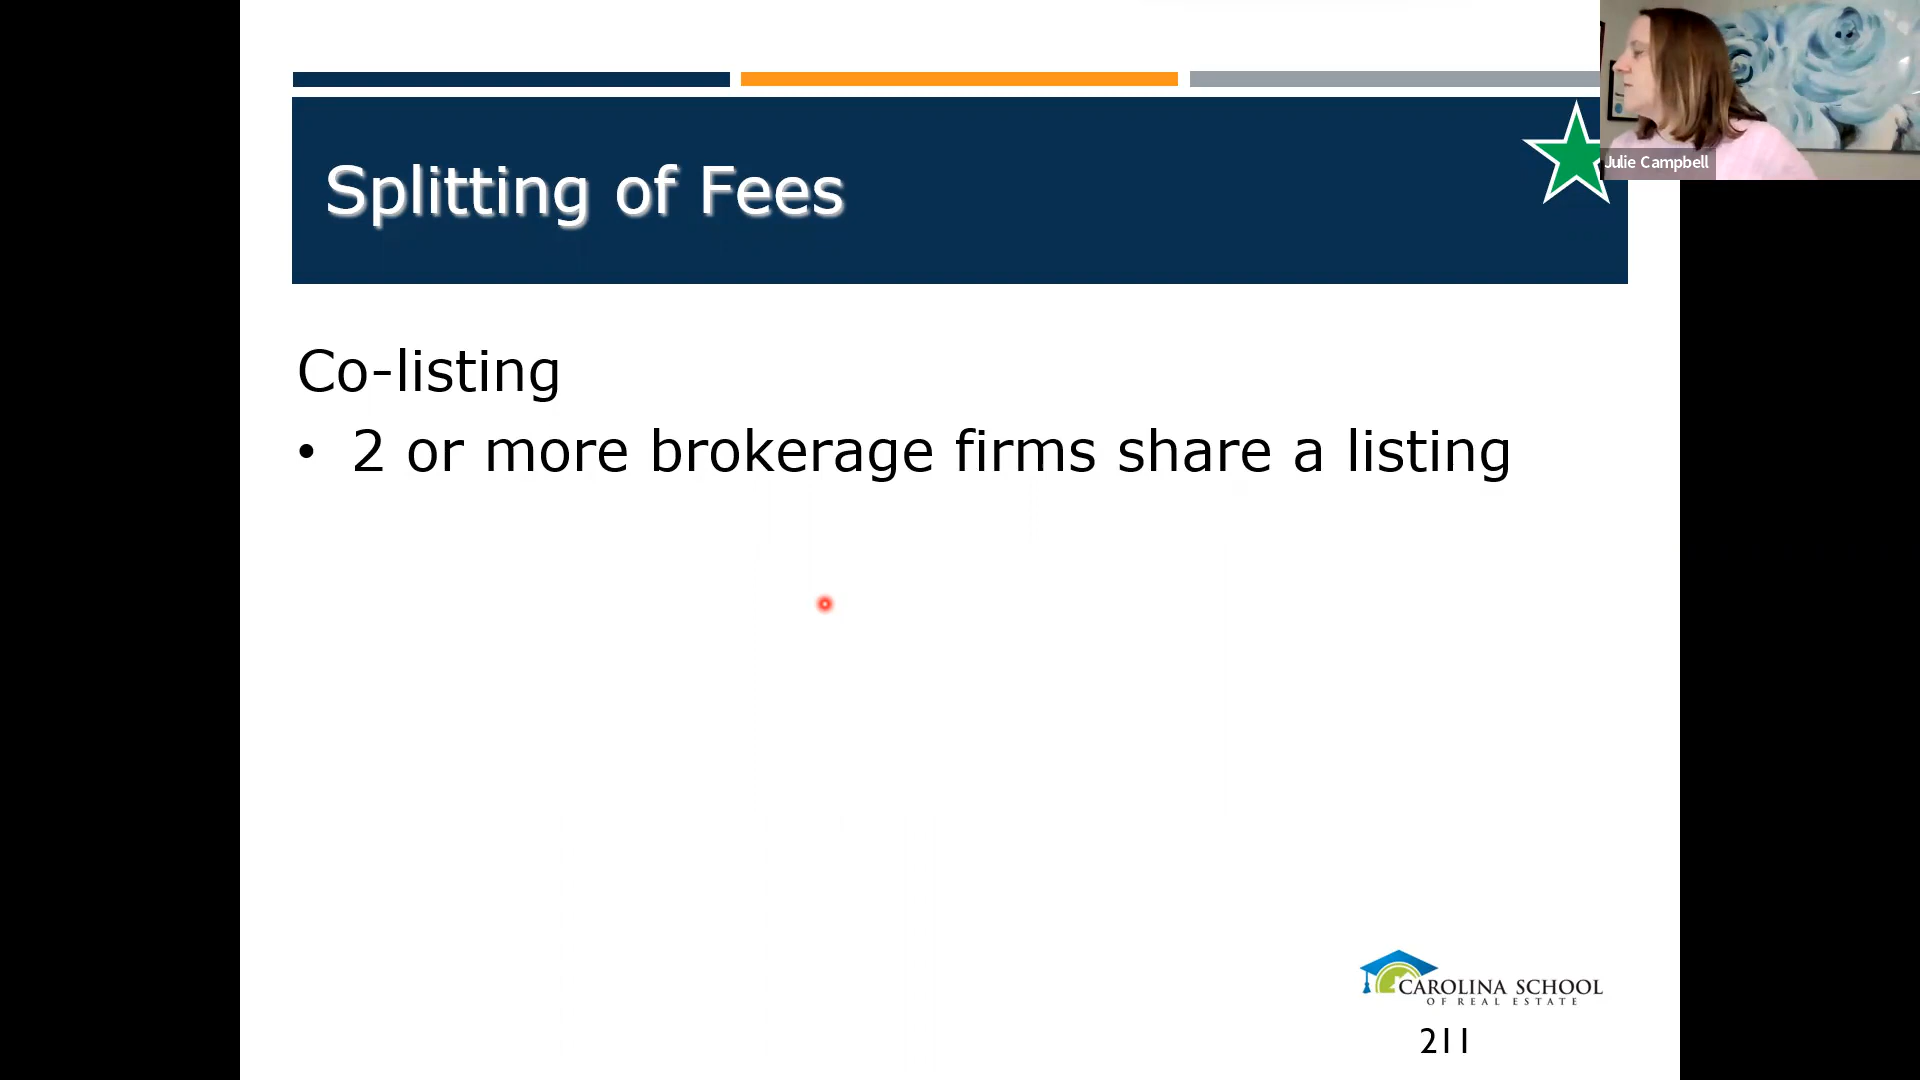 Julie Campbell
Splitting of Fees
Co-listing
• 2 or more brokerage firms share a listing
CAROLINA SCHOOL
OF REAL ESTATE
211